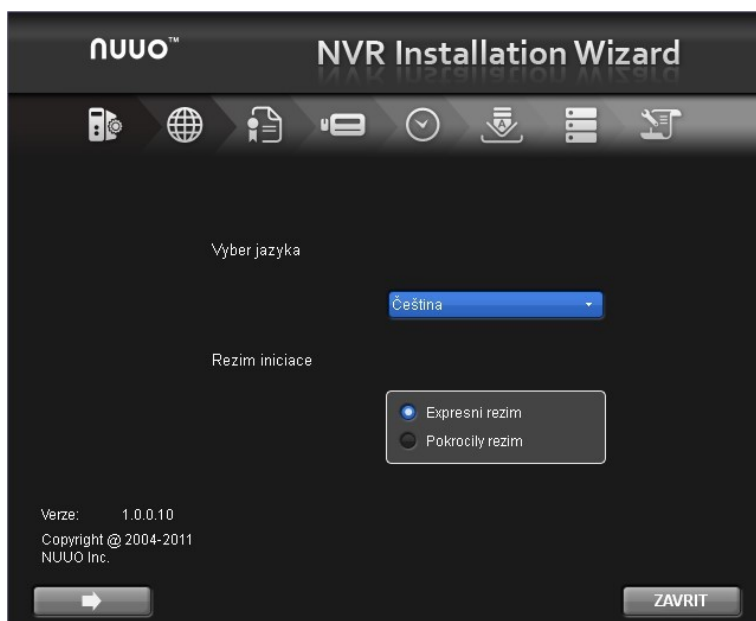 nuuo™
NVR Installation Wizard
Vyber jazyka
Čeština
Rezim iniciace
Expresni rezim
Pokrocily rezim
Verze: 1.0.0.10
Copyright @ 2004-2011
NUUO Inc.
ZAVRIT